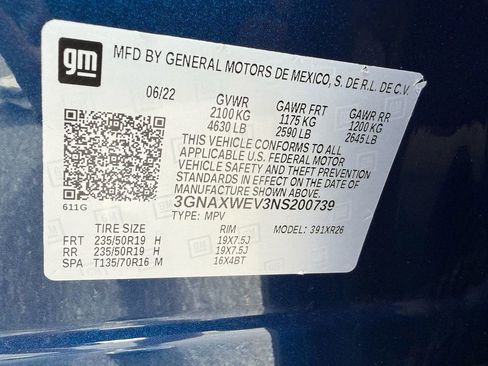 gm
MFD BY GENERAL MOTORS DE MEXICO, S. DE R.L. DE C.V.
06/22 GVWR GAWR FRT GAWR RR
2100 KG 1175 KG 1200 KG
4630 LB 2590 LB 2645 LB
THIS VEHICLE CONFORMS TO ALL
APPLICABLE U.S. FEDERAL MOTOR
VEHICLE SAFETY AND THEFT PREVENTION
STANDARDS IN EFFECT ON THE DATE OF
MANUFACTURE SHOWN ABOVE.
611G 3GNAXWEV3NS200739
TYPE: MPV MODEL: 391XR26
TIRE SIZE RIM
FRT 235/50R19 H 19X7.5J
RR 235/50R19 H 19X7.5J
SPA T135/70R16 M 16X4BT